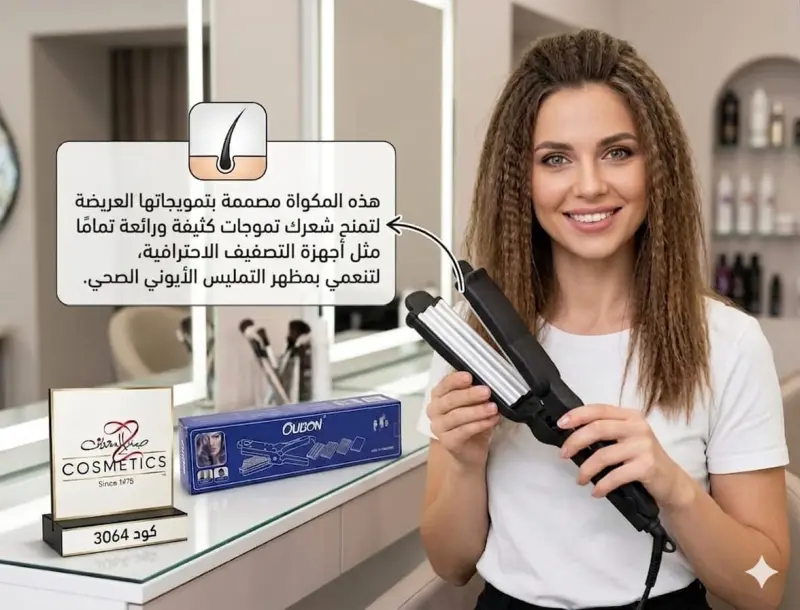 هذه المكواة مصممة بتمويجاتها العريضة
لتمنح شعرك تموجات كثيفة ورائعة تمامًا
مثل أجهزة التصفيف الاحترافية،
لتنعمي بمظهر التمليس الأيوني الصحي.
OUBON
COSMETICS
Since 1975
كود 3064